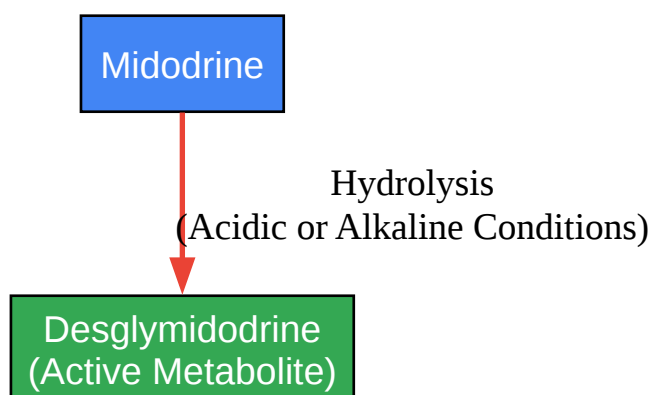 Midodrine
Hydrolysis
(Acidic or Alkaline Conditions)
Desglymidodrine
(Active Metabolite)